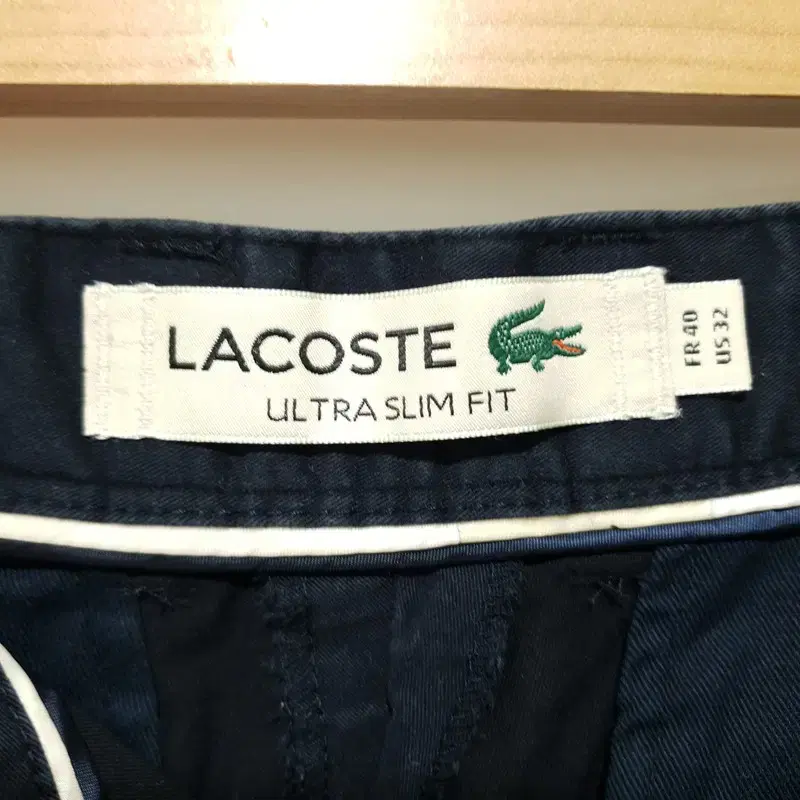 LACOSTE
ULTRA SLIM FIT
FR 40
US 32